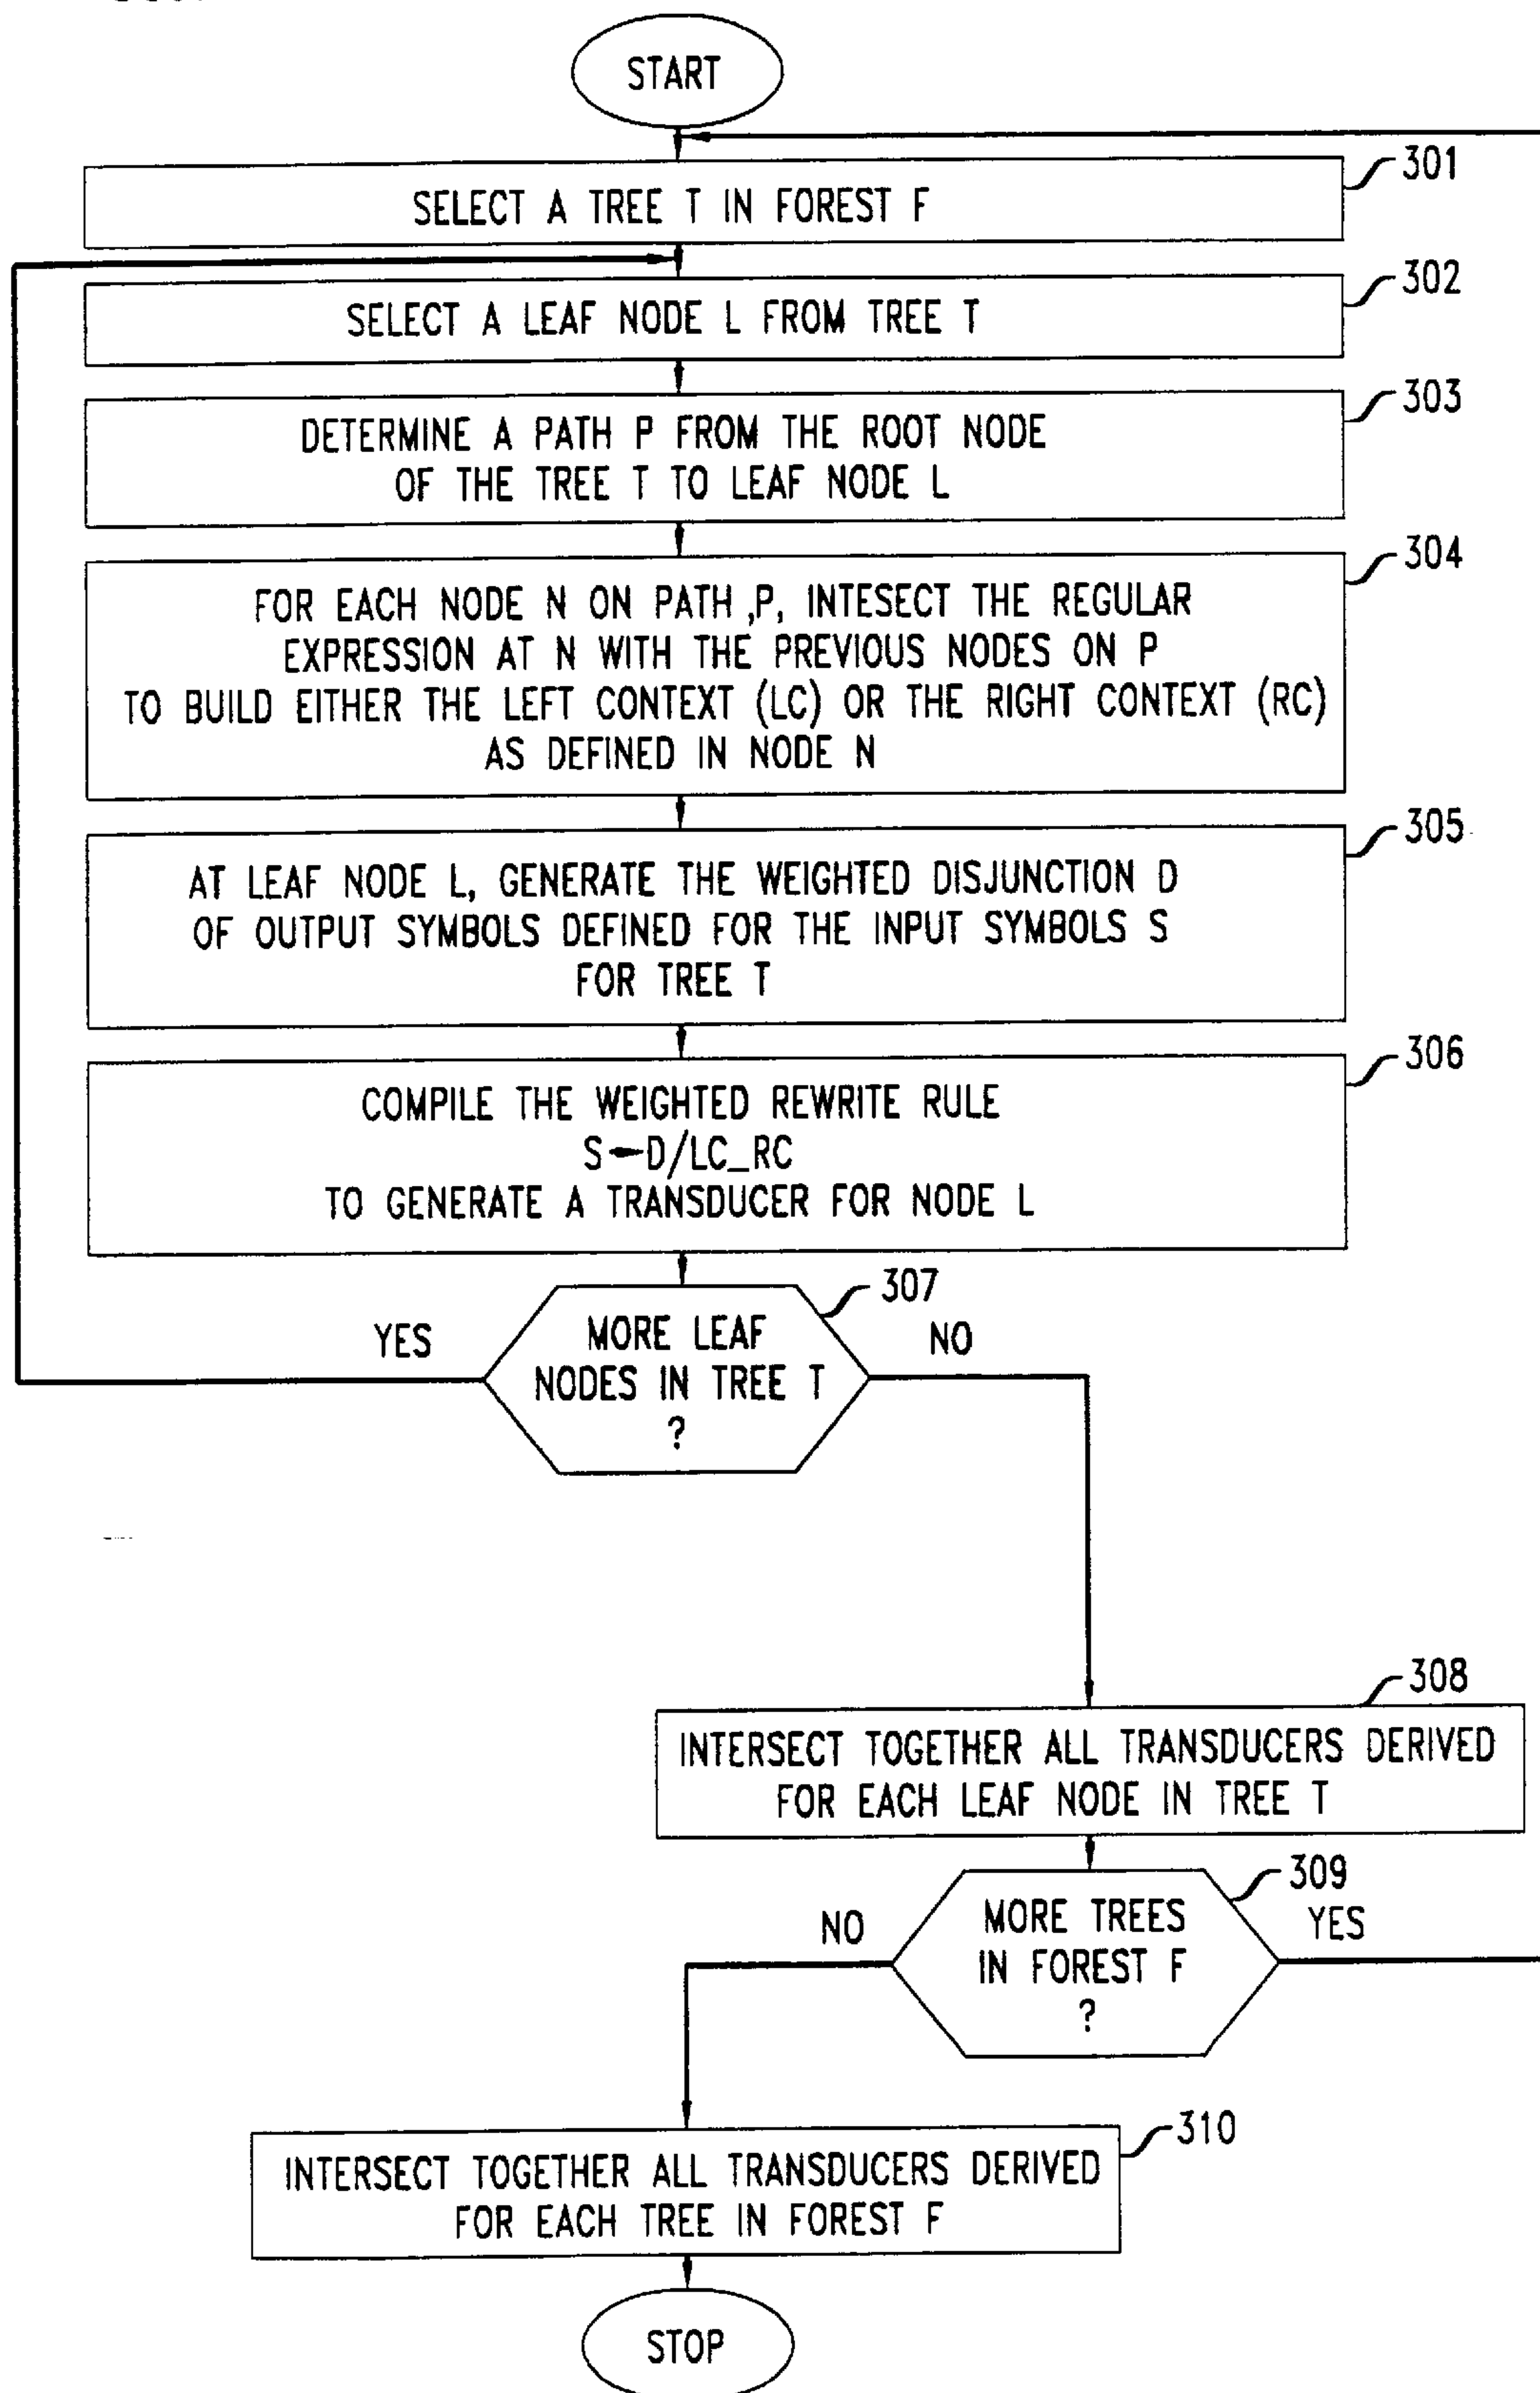 START
301
SELECT A TREE T IN FOREST F
302
SELECT A LEAF NODE L FROM TREE T
303
DETERMINE A PATH P FROM THE ROOT NODE
OF THE TREE T TO LEAF NODE L
304
FOR EACH NODE N ON PATH ,P, INTESECT THE REGULAR
EXPRESSION AT N WITH THE PREVIOUS NODES ON P
TO BUILD EITHER THE LEFT CONTEXT (LC) OR THE RIGHT CONTEXT (RC)
AS DEFINED IN NODE N
305
AT LEAF NODE L, GENERATE THE WEIGHTED DISJUNCTION D
OF OUTPUT SYMBOLS DEFINED FOR THE INPUT SYMBOLS S
FOR TREE T
306
COMPILE THE WEIGHTED REWRITE RULE
S←D/LC_RC
TO GENERATE A TRANSDUCER FOR NODE L
307
YES
MORE LEAF
NODES IN TREE T
?
NO
308
INTERSECT TOGETHER ALL TRANSDUCERS DERIVED
FOR EACH LEAF NODE IN TREE T
309
NO
MORE TREES
IN FOREST F
?
YES
310
INTERSECT TOGETHER ALL TRANSDUCERS DERIVED
FOR EACH TREE IN FOREST F
STOP